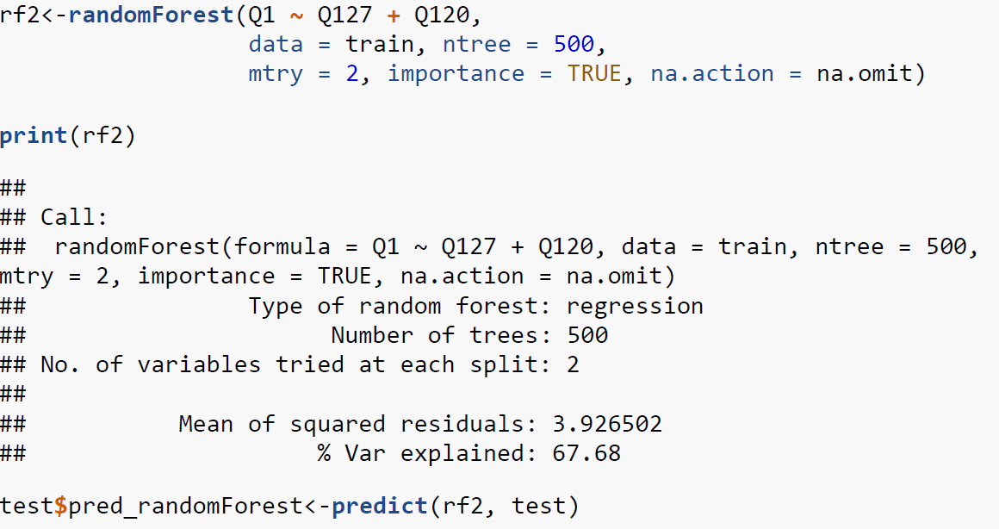 rf2<-randomForest(Q1 ~ Q127 + Q120,
                  data = train, ntree = 500,
                  mtry = 2, importance = TRUE, na.action = na.omit)
print(rf2)
##
## Call:
##  randomForest(formula = Q1 ~ Q127 + Q120, data = train, ntree = 500,
mtry = 2, importance = TRUE, na.action = na.omit)
##                Type of random forest: regression
##                      Number of trees: 500
## No. of variables tried at each split: 2
##
##           Mean of squared residuals: 3.926502
##                     % Var explained: 67.68
test$pred_randomForest<-predict(rf2, test)